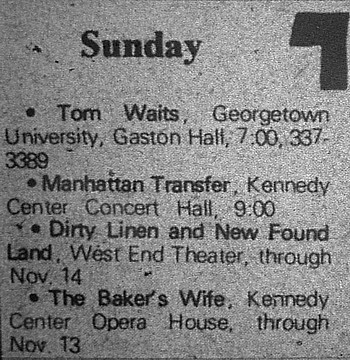 Sunday 7
• Tom Waits, Georgetown
University, Gaston Hall, 7:00, 337-
3389
• Manhattan Transfer, Kennedy
Center Concert Hall, 9:00
• Dirty Linen and New Found
Land, West End Theater, through
Nov. 14
• The Baker's Wife, Kennedy
Center Opera House, through
Nov. 13